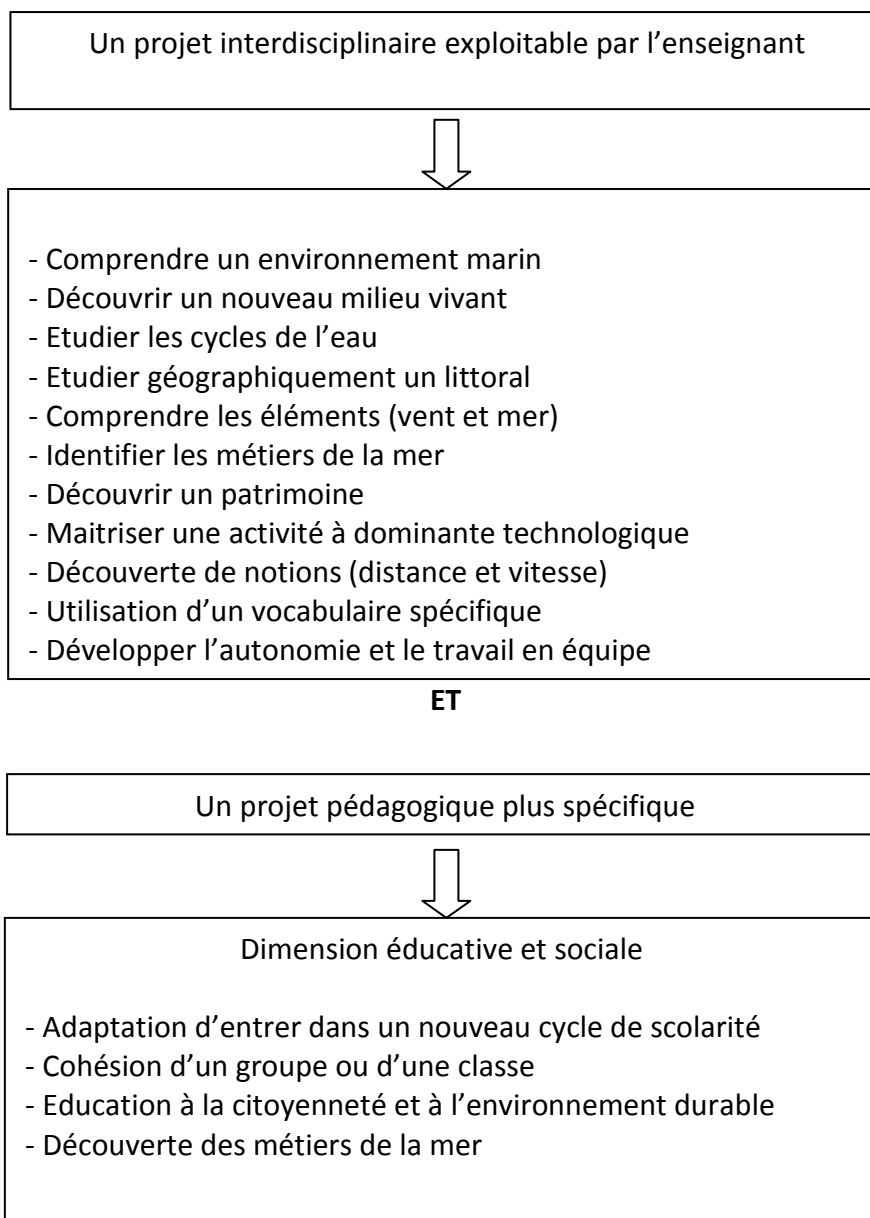 Un projet interdisciplinaire exploitable par l’enseignant
- Comprendre un environnement marin
- Découvrir un nouveau milieu vivant
- Etudier les cycles de l’eau
- Etudier géographiquement un littoral
- Comprendre les éléments (vent et mer)
- Identifier les métiers de la mer
- Découvrir un patrimoine
- Maitriser une activité à dominante technologique
- Découverte de notions (distance et vitesse)
- Utilisation d’un vocabulaire spécifique
- Développer l’autonomie et le travail en équipe
ET
Un projet pédagogique plus spécifique
Dimension éducative et sociale
- Adaptation d’entrer dans un nouveau cycle de scolarité
- Cohésion d’un groupe ou d’une classe
- Education à la citoyenneté et à l’environnement durable
- Découverte des métiers de la mer